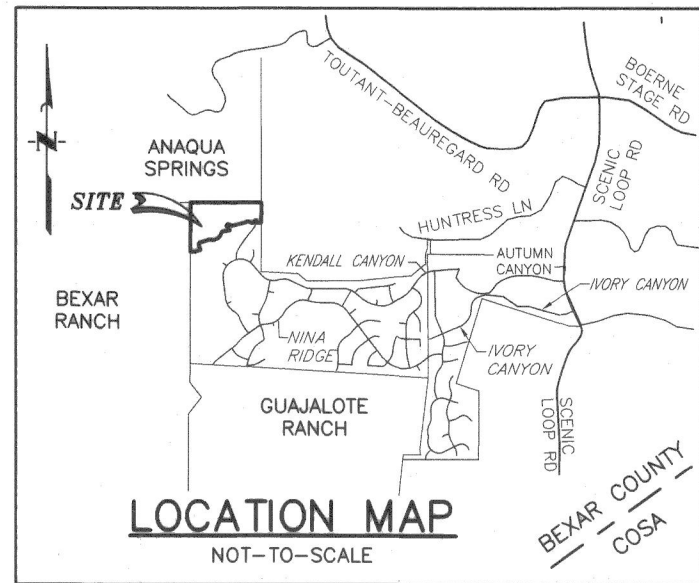 TOUTANT-BEAUREGARD RD
BOERNE
STAGE RD
-N-
ANAQUA
SPRINGS
SCENIC
LOOP RD
SITE
HUNTRESS LN
KENDALL CANYON
AUTUMN
CANYON
IVORY CANYON
BEXAR
RANCH
NINA
RIDGE
IVORY
CANYON
GUAJALOTE
RANCH
SCENIC
LOOP RD
LOCATION MAP
NOT-TO-SCALE
BEXAR COUNTY
COSA